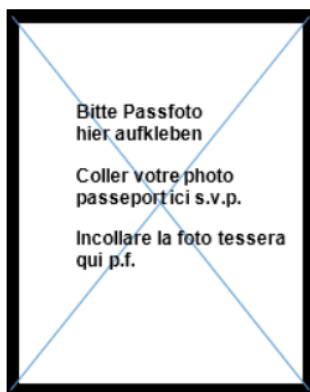 Bitte Passfoto
hier aufkleben
Coller votre photo
passeport ici s.v.p.
Incollare la foto tessera
qui p.f.